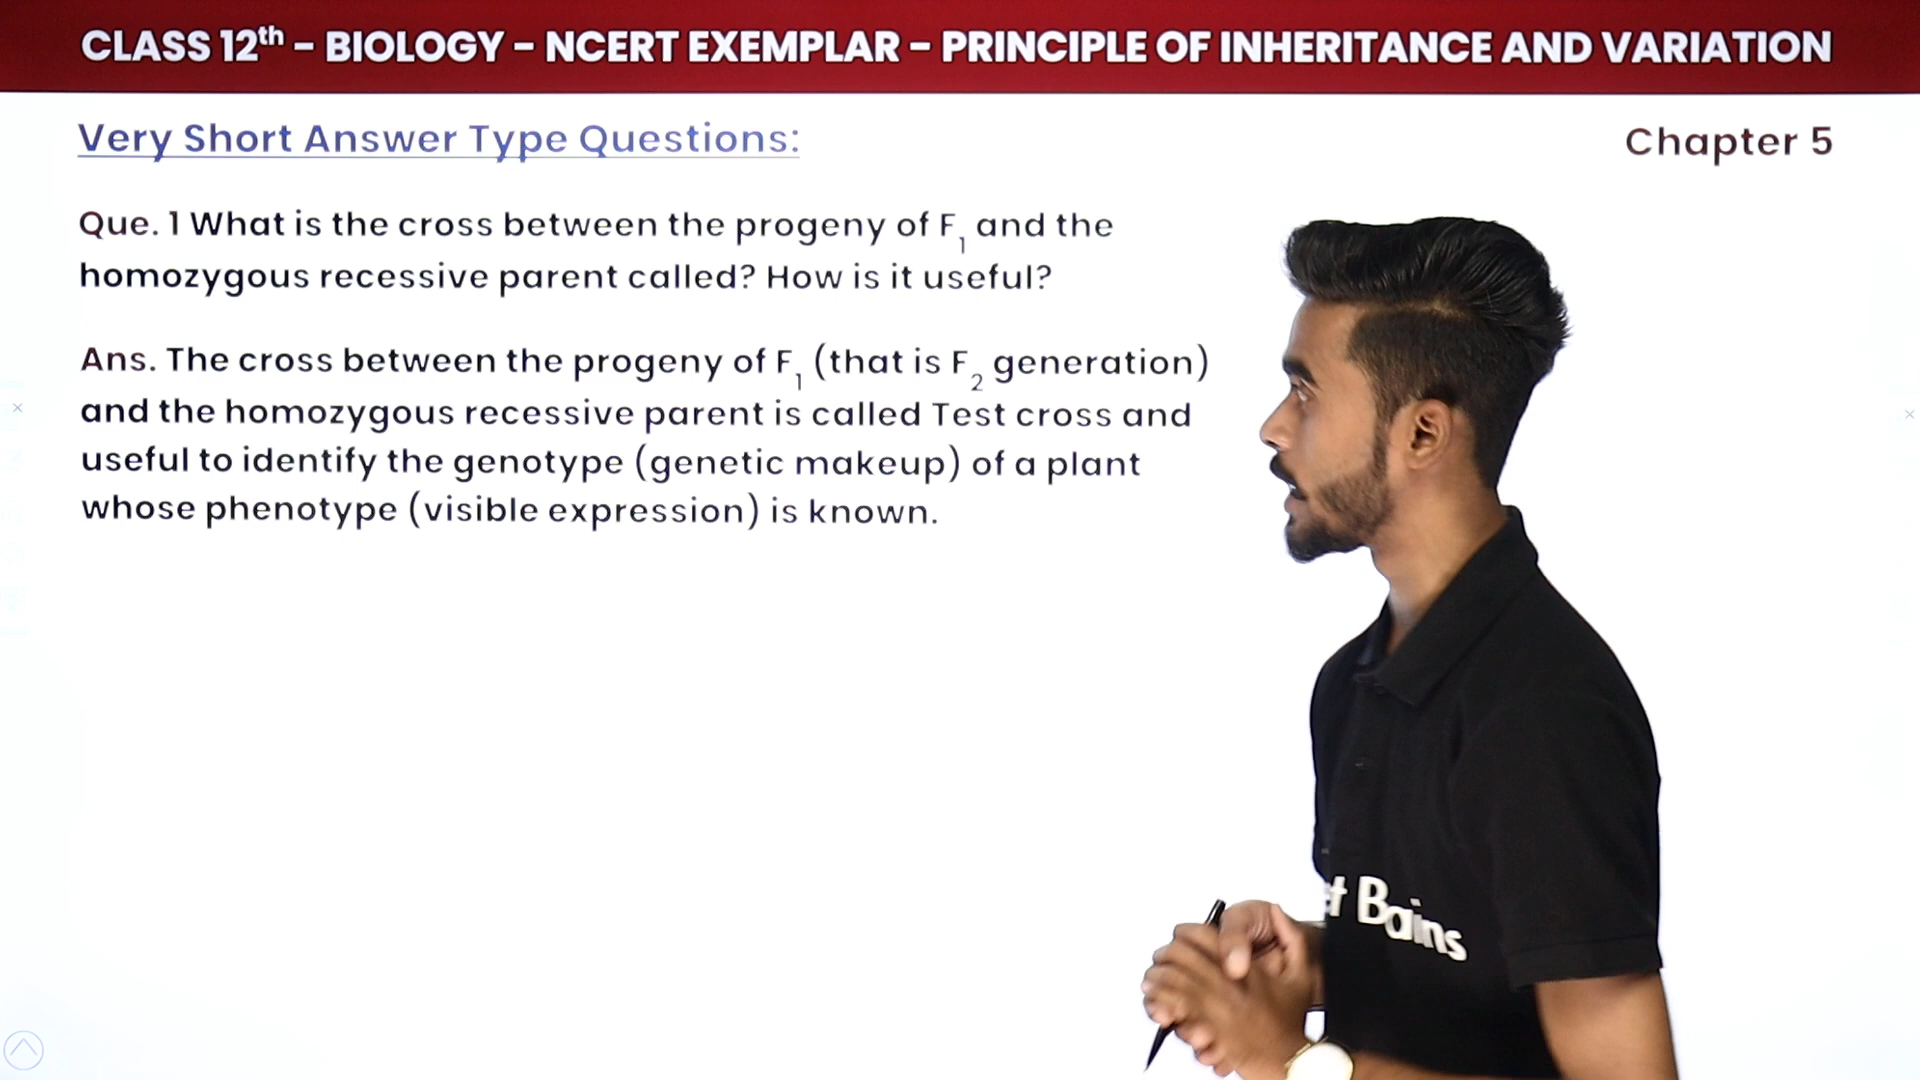 CLASS 12th – BIOLOGY – NCERT EXEMPLAR – PRINCIPLE OF INHERITANCE AND VARIATION
Very Short Answer Type Questions:
Chapter 5
Que. 1 What is the cross between the progeny of F₁ and the
homozygous recessive parent called? How is it useful?
Ans. The cross between the progeny of F₁ (that is F₂ generation)
and the homozygous recessive parent is called Test cross and
useful to identify the genotype (genetic makeup) of a plant
whose phenotype (visible expression) is known.
Bains